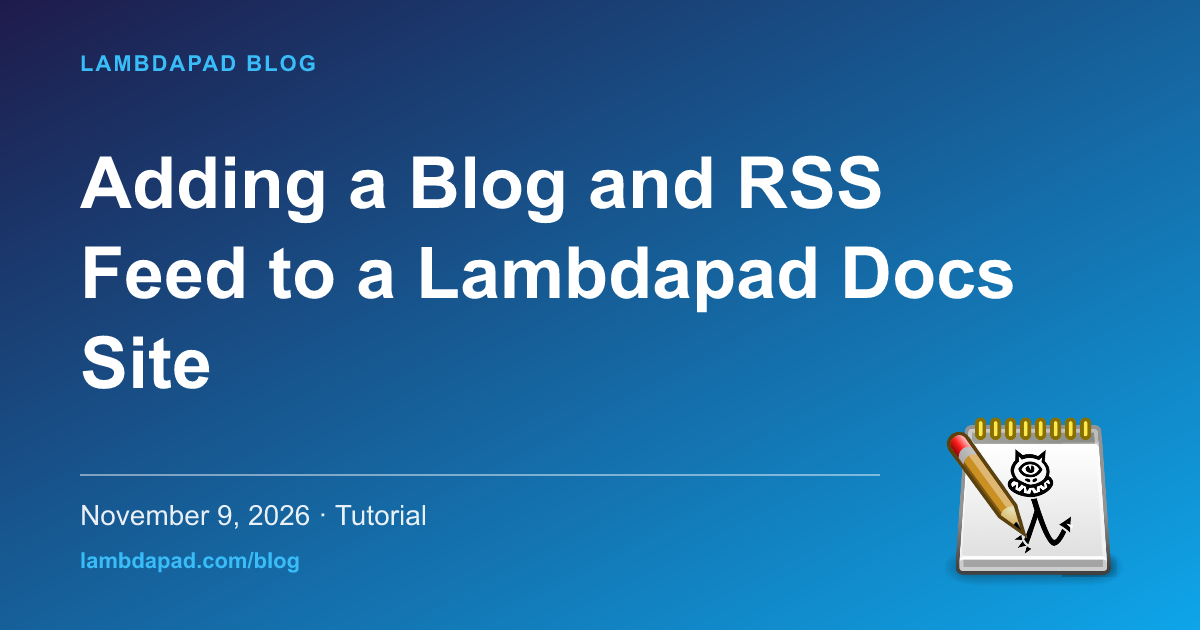 LAMBDAPAD BLOG
Adding a Blog and RSS
Feed to a Lambdapad Docs
Site
November 9, 2026 · Tutorial
lambdapad.com/blog